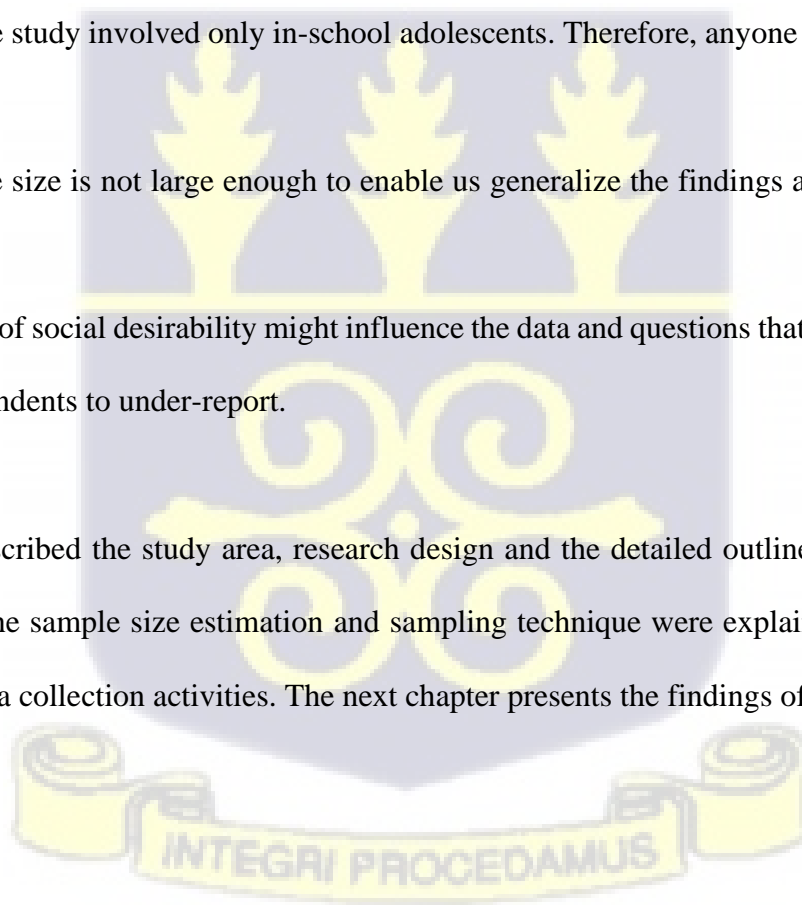 study involved only in-school adolescents. Therefore, anyone
size is not large enough to enable us generalize the findings
of social desirability might influence the data and questions that
ndents to under-report.
scribed the study area, research design and the detailed outline
he sample size estimation and sampling technique were
a collection activities. The next chapter presents the findings of
INTEGRI PROCEDAMUS